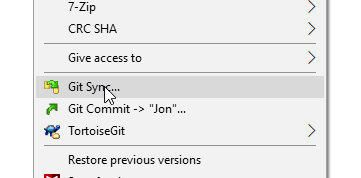 7-Zip
CRC SHA
Give access to
Git Sync...
Git Commit -> "Jon"...
TortoiseGit
Restore previous versions